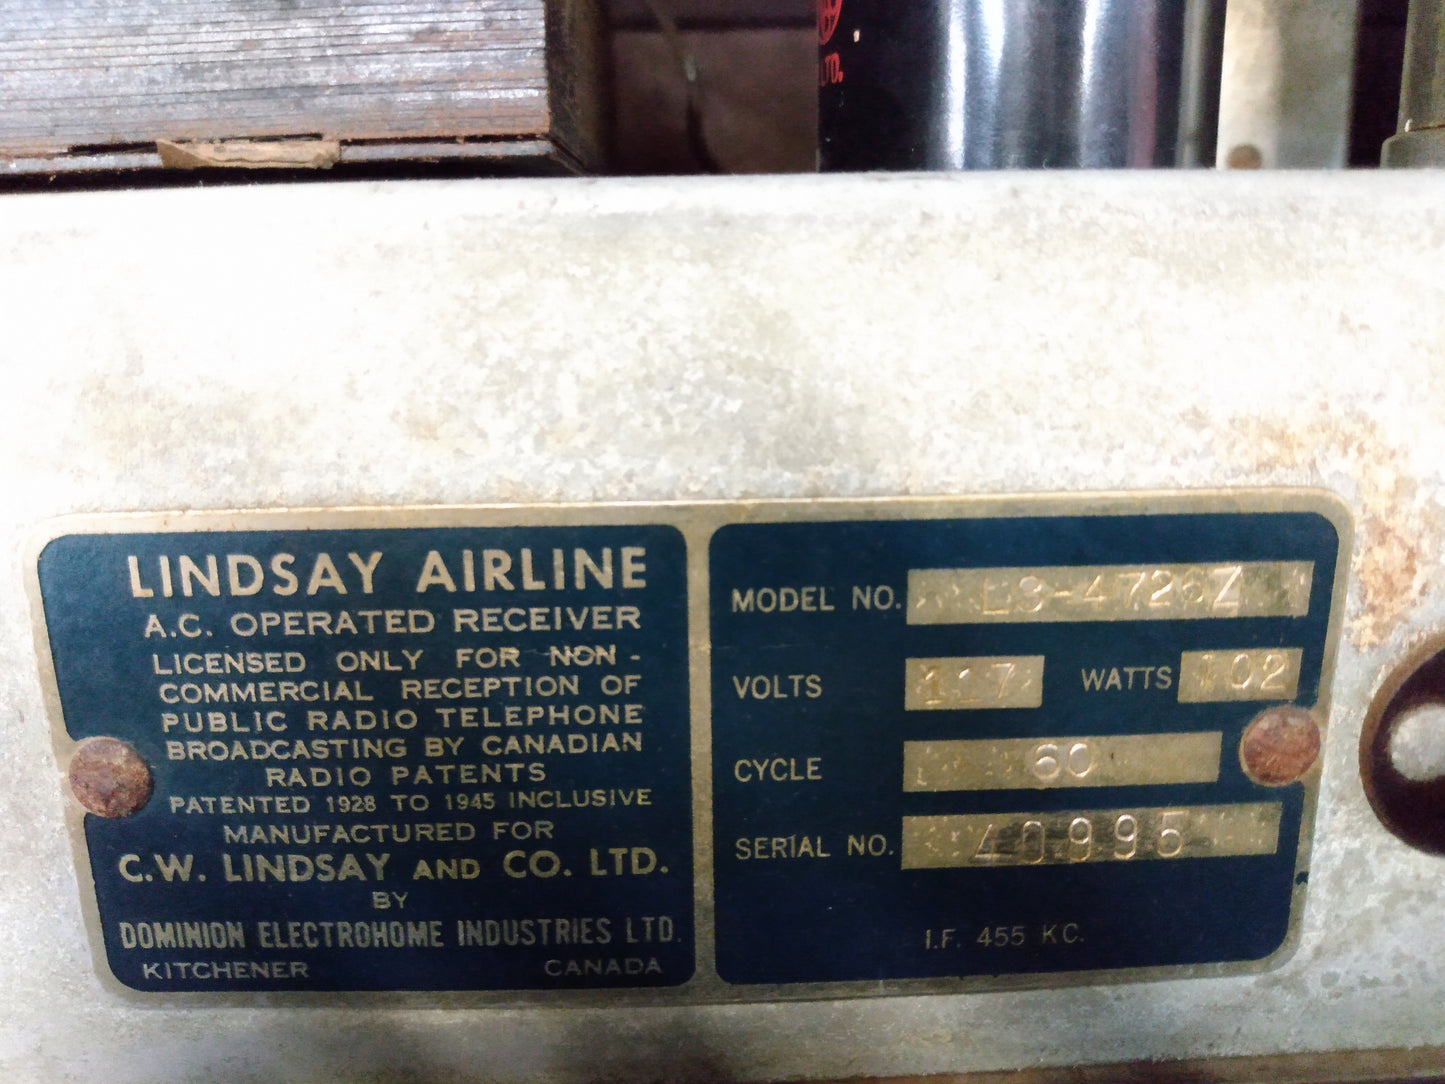 LTD.
LINDSAY AIRLINE
A.C. OPERATED RECEIVER
LICENSED ONLY FOR NON-
COMMERCIAL RECEPTION OF
PUBLIC RADIO TELEPHONE
BROADCASTING BY CANADIAN
RADIO PATENTS
PATENTED 1928 TO 1945 INCLUSIVE
MANUFACTURED FOR
C.W. LINDSAY AND CO. LTD.
BY
DOMINION ELECTROHOME INDUSTRIES LTD.
KITCHENER CANADA
MODEL NO. LS-4726Z
VOLTS 117 WATTS 102
CYCLE 60
SERIAL NO. 40995
I.F. 455 KC.